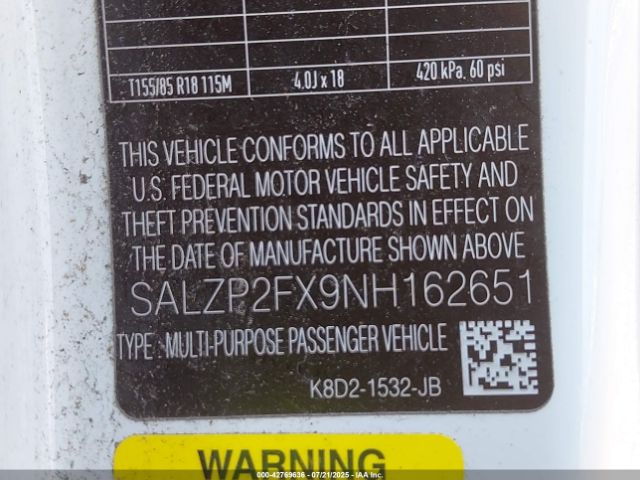 T155/85 R18 115M 4.0J x 18 420 kPa. 60 psi
THIS VEHICLE CONFORMS TO ALL APPLICABLE
U.S. FEDERAL MOTOR VEHICLE SAFETY AND
THEFT PREVENTION STANDARDS IN EFFECT ON
THE DATE OF MANUFACTURE SHOWN ABOVE
SALZP2FX9NH162651
TYPE MULTI-PURPOSE PASSENGER VEHICLE
K8D2-1532-JB
WARNING
Copyright 000-42769636 - 07/21/2025 - IAAI, Inc.